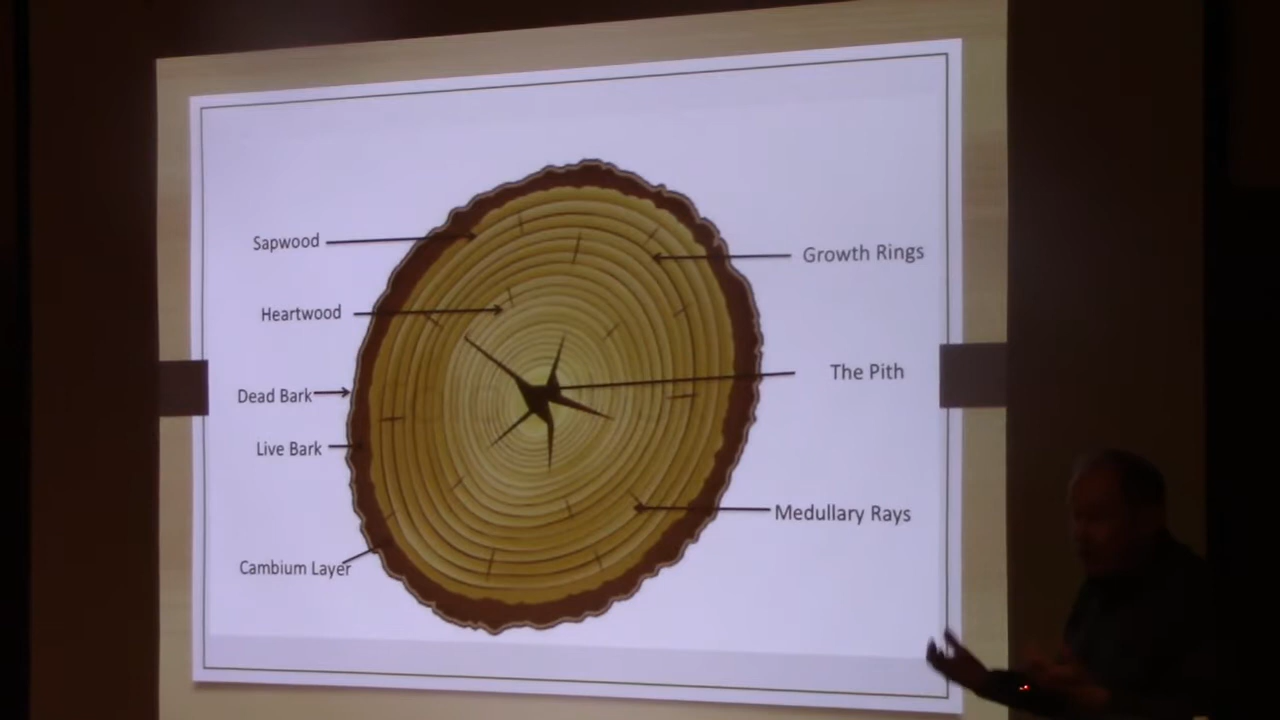 Sapwood
Growth Rings
Heartwood
The Pith
Dead Bark
Live Bark
Medullary Rays
Cambium Layer